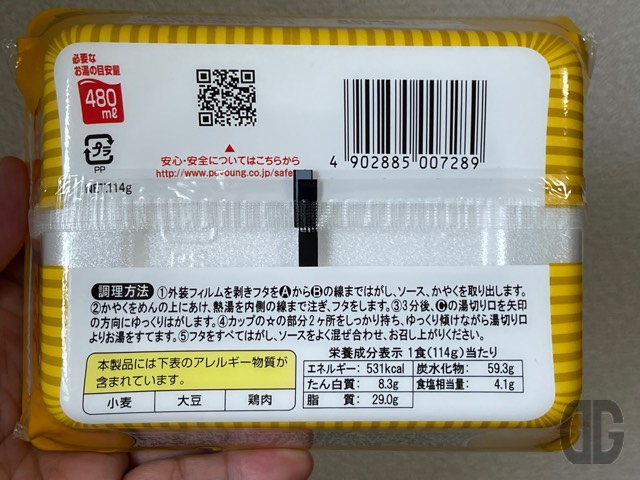 必要な
お湯の目安量
480
mℓ
プラ
PP
NET.114g
安心・安全についてはこちらから
http://www.peyoung.co.jp/safe
4 902885 007289
調理方法 ①外装フィルムを剥きフタをⒶからⒷの線まではがし、ソース、かやくを取り出します。
②かやくをめんの上にあけ、熱湯を内側の線まで注ぎ、フタをします。③3分後、Ⓒの湯切り口を矢印
の方向にゆっくりはがします。④カップの☆の部分2ヶ所をしっかり持ち、ゆっくり傾けながら湯切り口
よりお湯をすてます。⑤フタをすべてはがし、ソースをよく混ぜ合わせ、お召し上がりください。
本製品には下表のアレルギー物質が
含まれています。
小麦 大豆 鶏肉
栄養成分表示 1食(114g)当たり
エネルギー: 531kcal 炭水化物: 59.3g
たん白質: 8.3g 食塩相当量: 4.1g
脂 質: 29.0g
DG